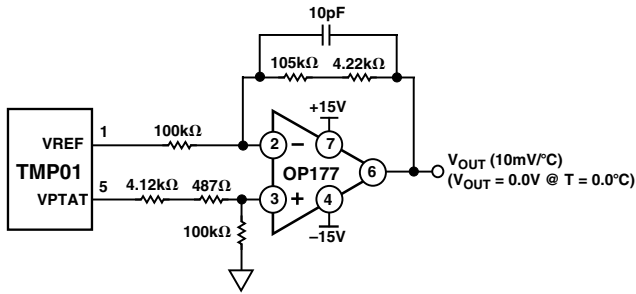 10pF
105kΩ 4.22kΩ
+15V
VREF 1 100kΩ 2 – 7
TMP01 OP177 6 VOUT (10mV/°C)
(VOUT = 0.0V @ T = 0.0°C)
VPTAT 5 4.12kΩ 487Ω 3 + 4
100kΩ –15V